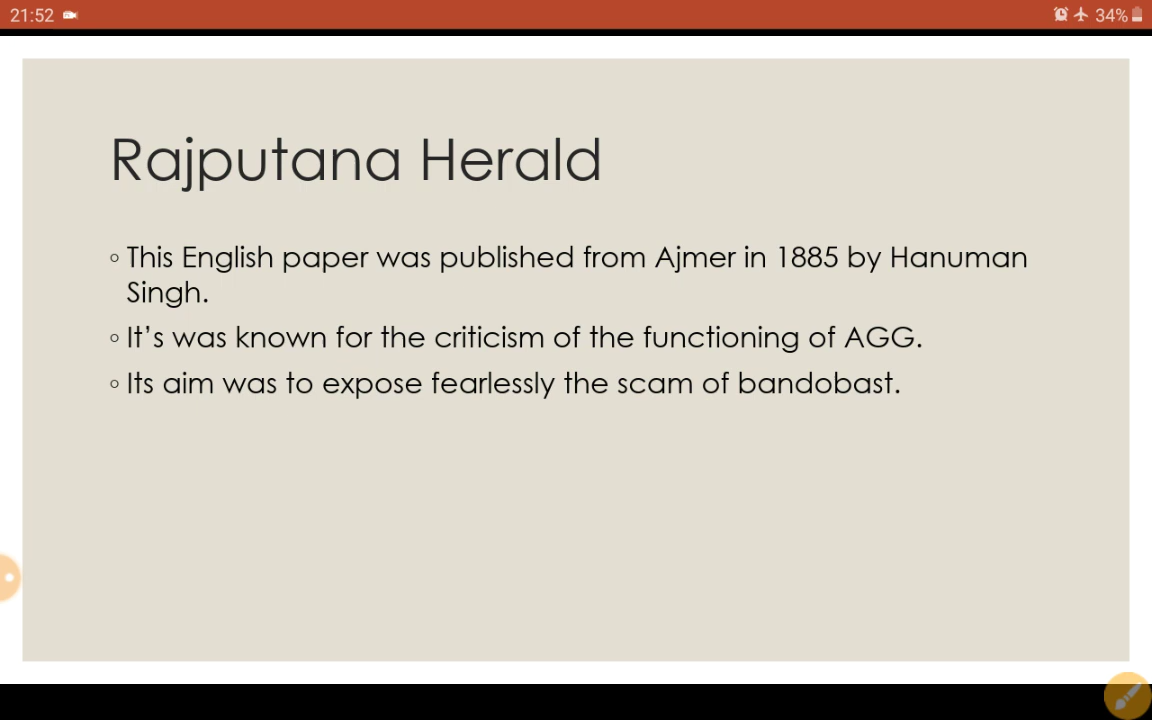 21:52 34%
Rajputana Herald
◦ This English paper was published from Ajmer in 1885 by Hanuman
Singh.
◦ It’s was known for the criticism of the functioning of AGG.
◦ Its aim was to expose fearlessly the scam of bandobast.